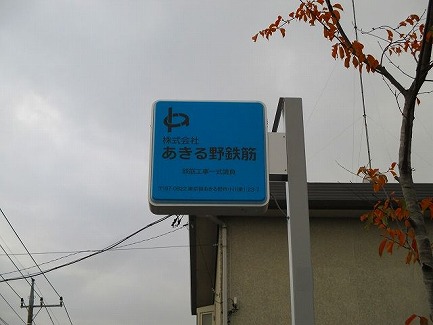 株式会社
あきる野鉄筋
鉄筋工事一式請負